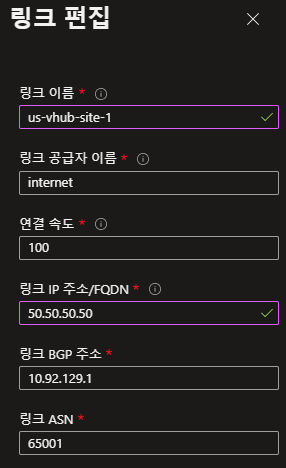 링크 편집
링크 이름 *
us-vhub-site-1
링크 공급자 이름 *
internet
연결 속도 *
100
링크 IP 주소/FQDN *
50.50.50.50
링크 BGP 주소 *
10.92.129.1
링크 ASN *
65001